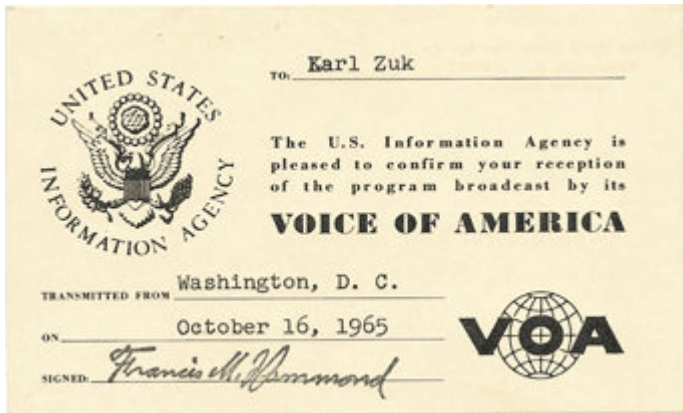 UNITED STATES
INFORMATION AGENCY
TO: Karl Zuk
The U.S. Information Agency is
pleased to confirm your reception
of the program broadcast by its
VOICE OF AMERICA
TRANSMITTED FROM Washington, D. C.
ON October 16, 1965
SIGNED: Francis M. Hammond
VOA